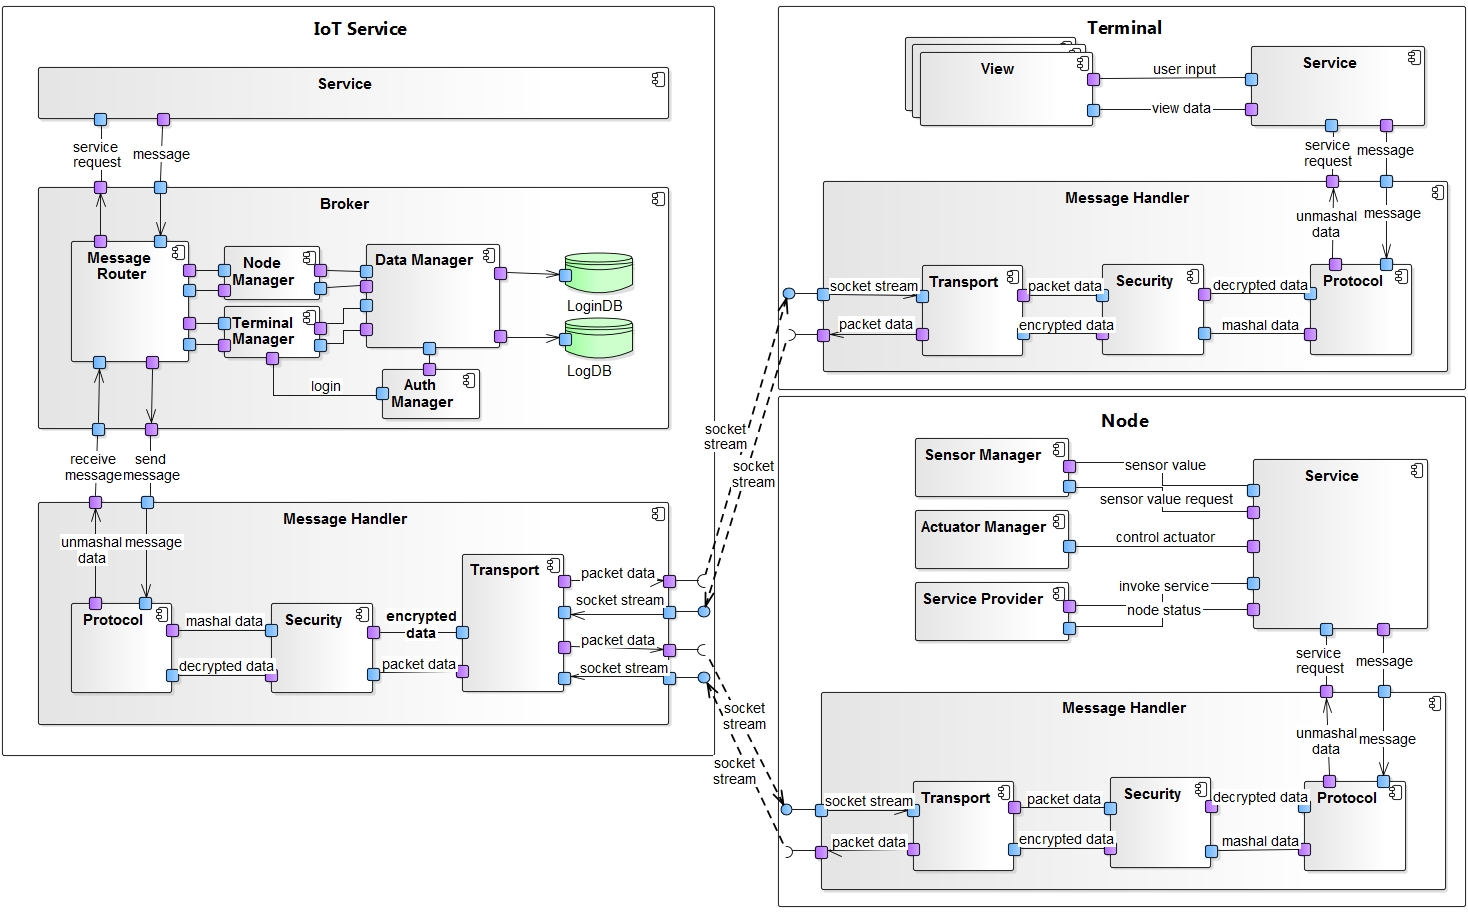 IoT Service
Service
service
request
message
Broker
Message
Router
Node
Manager
Data Manager
LoginDB
Terminal
Manager
LogDB
login
Auth
Manager
receive
message
send
message
Message Handler
unmashal
data
message
Protocol
mashal data
decrypted data
Security
encrypted
data
packet data
Transport
packet data
socket stream
packet data
socket stream
socket
stream
socket
stream
socket
stream
socket
stream
Terminal
View
user input
view data
Service
service
request
message
Message Handler
unmashal
data
message
socket stream
packet data
Transport
packet data
encrypted data
Security
decrypted data
mashal data
Protocol
Node
Sensor Manager
sensor value
sensor value request
Service
Actuator Manager
control actuator
Service Provider
invoke service
node status
service
request
message
Message Handler
unmashal
data
message
socket stream
packet data
Transport
packet data
encrypted data
Security
decrypted data
mashal data
Protocol